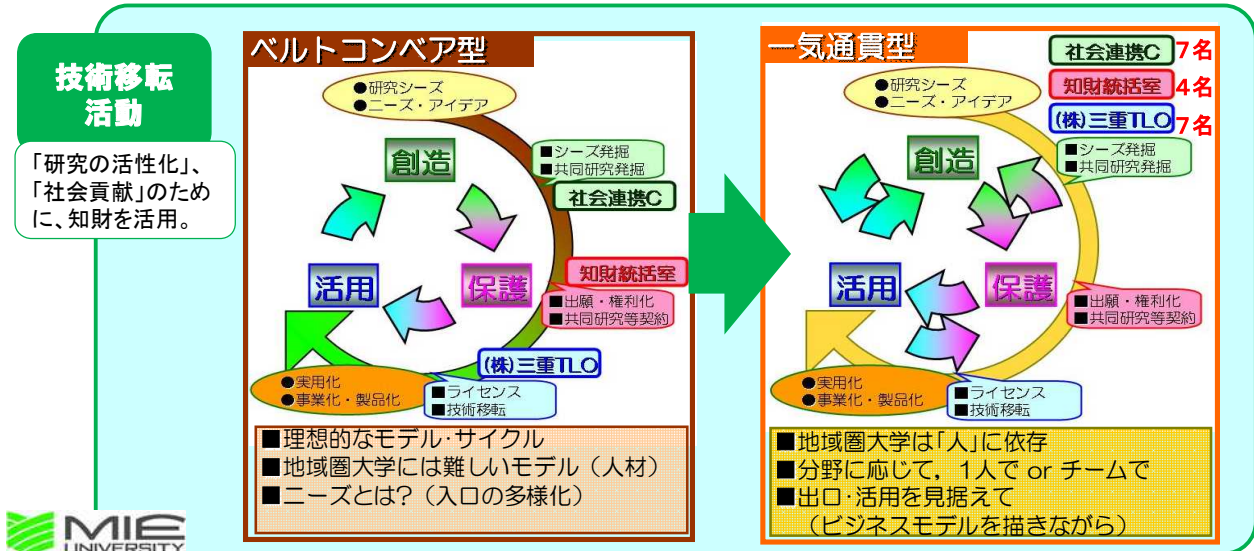 技術移転
活動
「研究の活性化」、
「社会貢献」のため
に、知財を活用。
ベルトコンベア型
●研究シーズ
●ニーズ・アイデア
創造
■シーズ発掘
■共同研究発掘
社会連携C
知財統括室
活用
保護
■出願・権利化
■共同研究等契約
(株)三重TLO
●実用化
●事業化・製品化
■ライセンス
■技術移転
■理想的なモデル・サイクル
■地域圏大学には難しいモデル（人材）
■ニーズとは？（入口の多様化）
一気通貫型
社会連携C 7名
知財統括室 4名
(株)三重TLO 7名
●研究シーズ
●ニーズ・アイデア
創造
■シーズ発掘
■共同研究発掘
活用
保護
■出願・権利化
■共同研究等契約
●実用化
●事業化・製品化
■ライセンス
■技術移転
■地域圏大学は「人」に依存
■分野に応じて，1人で or チームで
■出口・活用を見据えて
（ビジネスモデルを描きながら）
MIE
UNIVERSITY